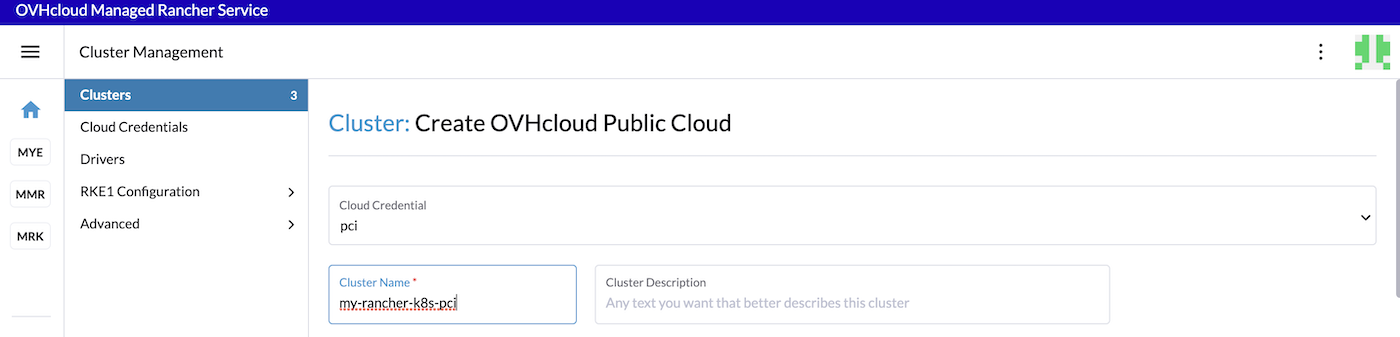 OVHcloud Managed Rancher Service
Cluster Management
Clusters 3
Cloud Credentials
Drivers
RKE1 Configuration
Advanced
MYE
MMR
MRK
Cluster: Create OVHcloud Public Cloud
Cloud Credential
pci
Cluster Name *
my-rancher-k8s-pci
Cluster Description
Any text you want that better describes this cluster